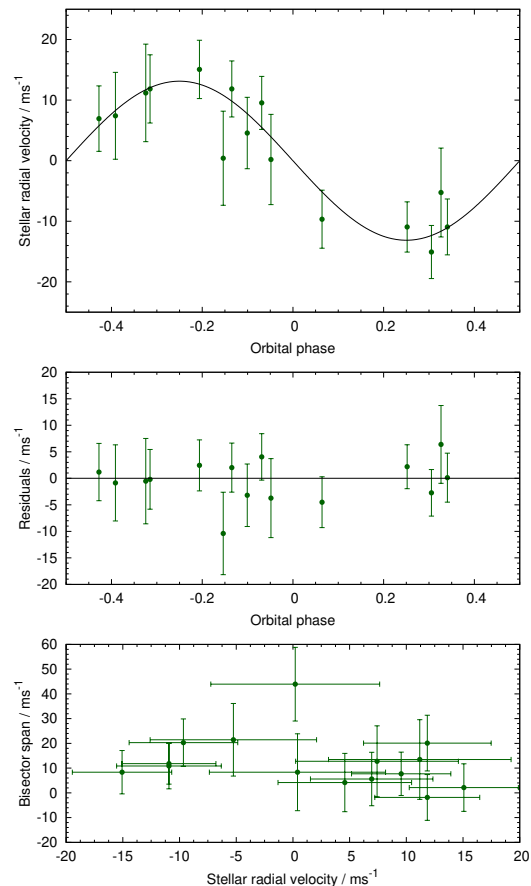 20
10
0
-10
-20
Stellar radial velocity / ms-1
-0.4 -0.2 0 0.2 0.4
Orbital phase
20
15
10
5
0
-5
-10
-15
-20
Residuals / ms-1
-0.4 -0.2 0 0.2 0.4
Orbital phase
60
50
40
30
20
10
0
-10
-20
Bisector span / ms-1
-20 -15 -10 -5 0 5 10 15 20
Stellar radial velocity / ms-1